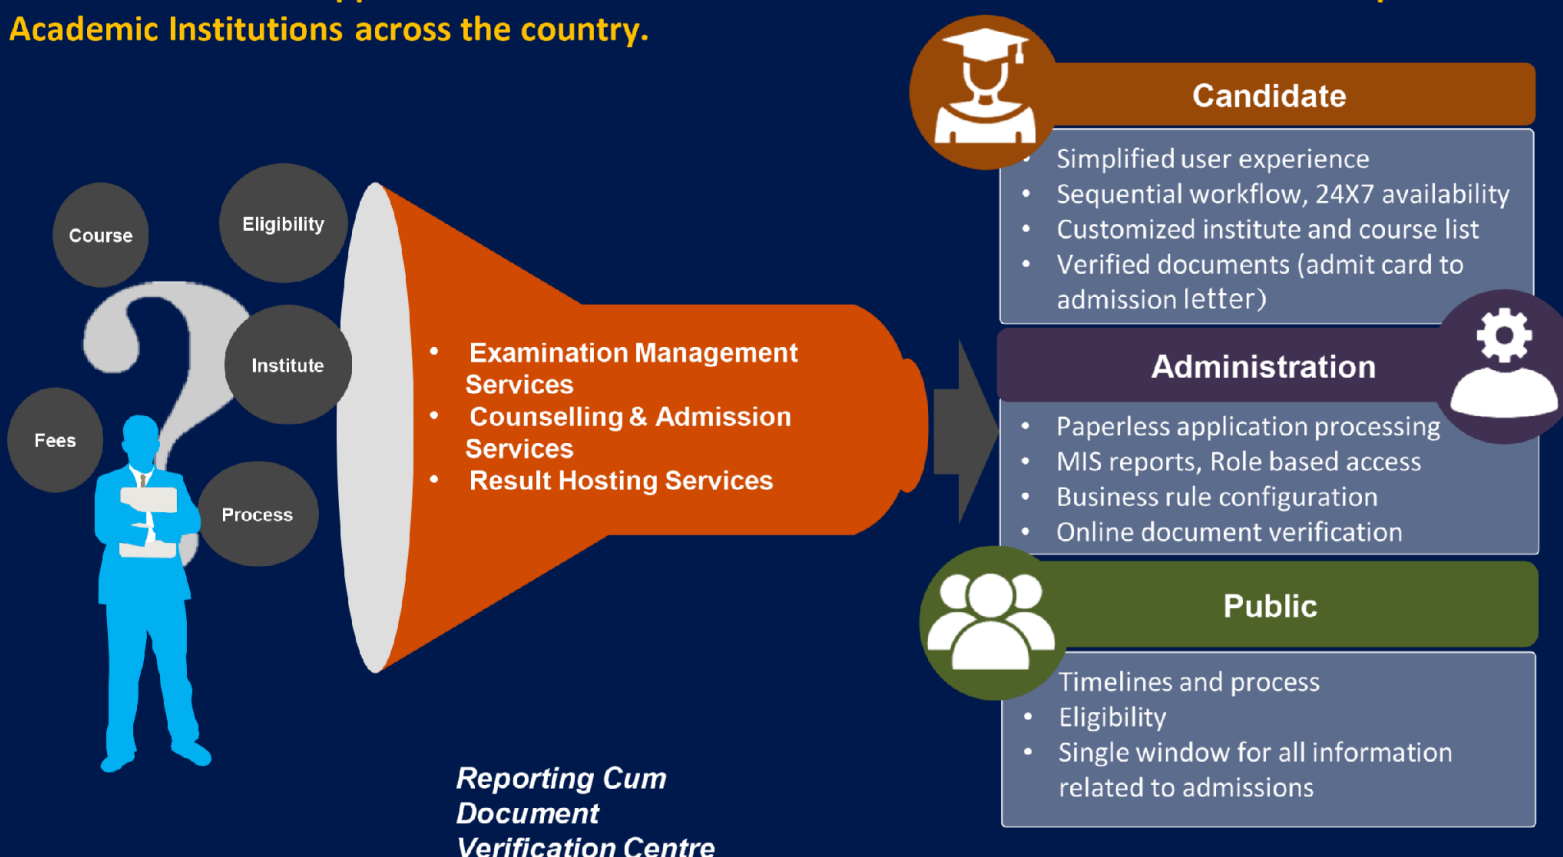 Academic Institutions across the country.
Course
Eligibility
Institute
Fees
Process
• Examination Management
Services
• Counselling & Admission
Services
• Result Hosting Services
Reporting Cum
Document
Verification Centre
Candidate
• Simplified user experience
• Sequential workflow, 24X7 availability
• Customized institute and course list
• Verified documents (admit card to
admission letter)
Administration
• Paperless application processing
• MIS reports, Role based access
• Business rule configuration
• Online document verification
Public
Timelines and process
• Eligibility
• Single window for all information
related to admissions